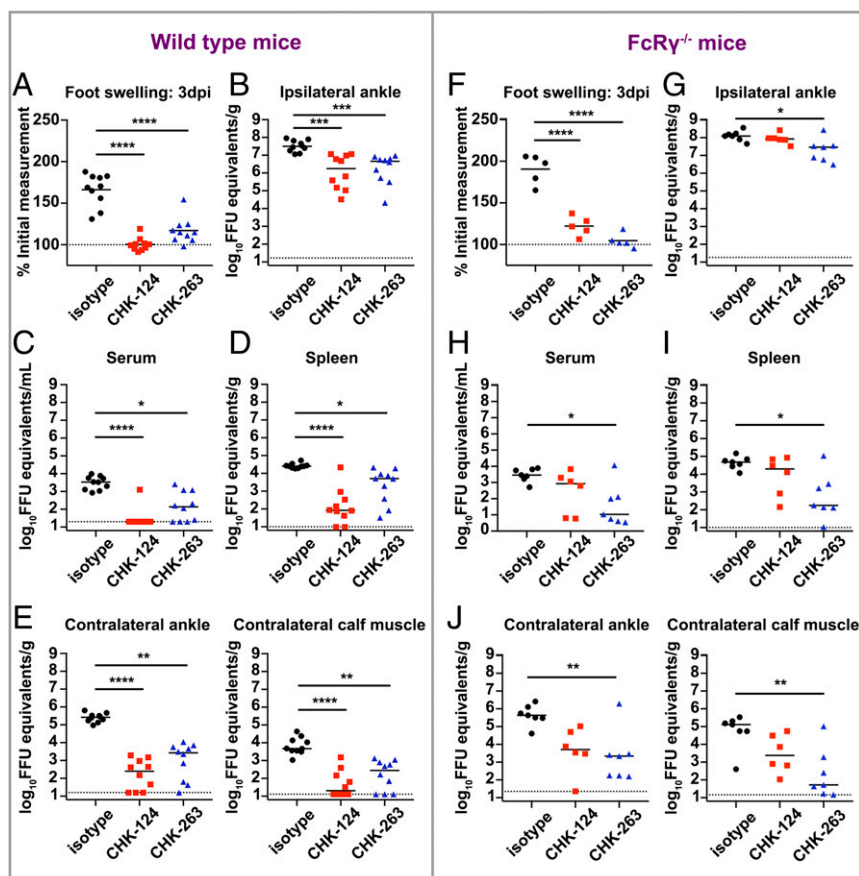 Wild type mice
A
Foot swelling: 3dpi
% Initial measurement
250
200
150
100
****
****
isotype
CHK-124
CHK-263
B
Ipsilateral ankle
log10FFU equivalents/g
9
8
7
6
5
4
3
2
1
***
***
isotype
CHK-124
CHK-263
C
Serum
log10FFU equivalents/mL
9
8
7
6
5
4
3
2
1
*
****
isotype
CHK-124
CHK-263
D
Spleen
log10FFU equivalents/g
9
8
7
6
5
4
3
2
1
*
****
isotype
CHK-124
CHK-263
E
Contralateral ankle
log10FFU equivalents/g
9
8
7
6
5
4
3
2
1
**
****
isotype
CHK-124
CHK-263
Contralateral calf muscle
log10FFU equivalents/g
9
8
7
6
5
4
3
2
1
**
****
isotype
CHK-124
CHK-263
FcRγ-/- mice
F
Foot swelling: 3dpi
% Initial measurement
250
200
150
100
****
****
isotype
CHK-124
CHK-263
G
Ipsilateral ankle
log10FFU equivalents/g
9
8
7
6
5
4
3
2
1
*
isotype
CHK-124
CHK-263
H
Serum
log10FFU equivalents/mL
9
8
7
6
5
4
3
2
1
0
*
isotype
CHK-124
CHK-263
I
Spleen
log10FFU equivalents/g
9
8
7
6
5
4
3
2
1
*
isotype
CHK-124
CHK-263
J
Contralateral ankle
log10FFU equivalents/g
9
8
7
6
5
4
3
2
1
**
isotype
CHK-124
CHK-263
Contralateral calf muscle
log10FFU equivalents/g
9
8
7
6
5
4
3
2
1
**
isotype
CHK-124
CHK-263